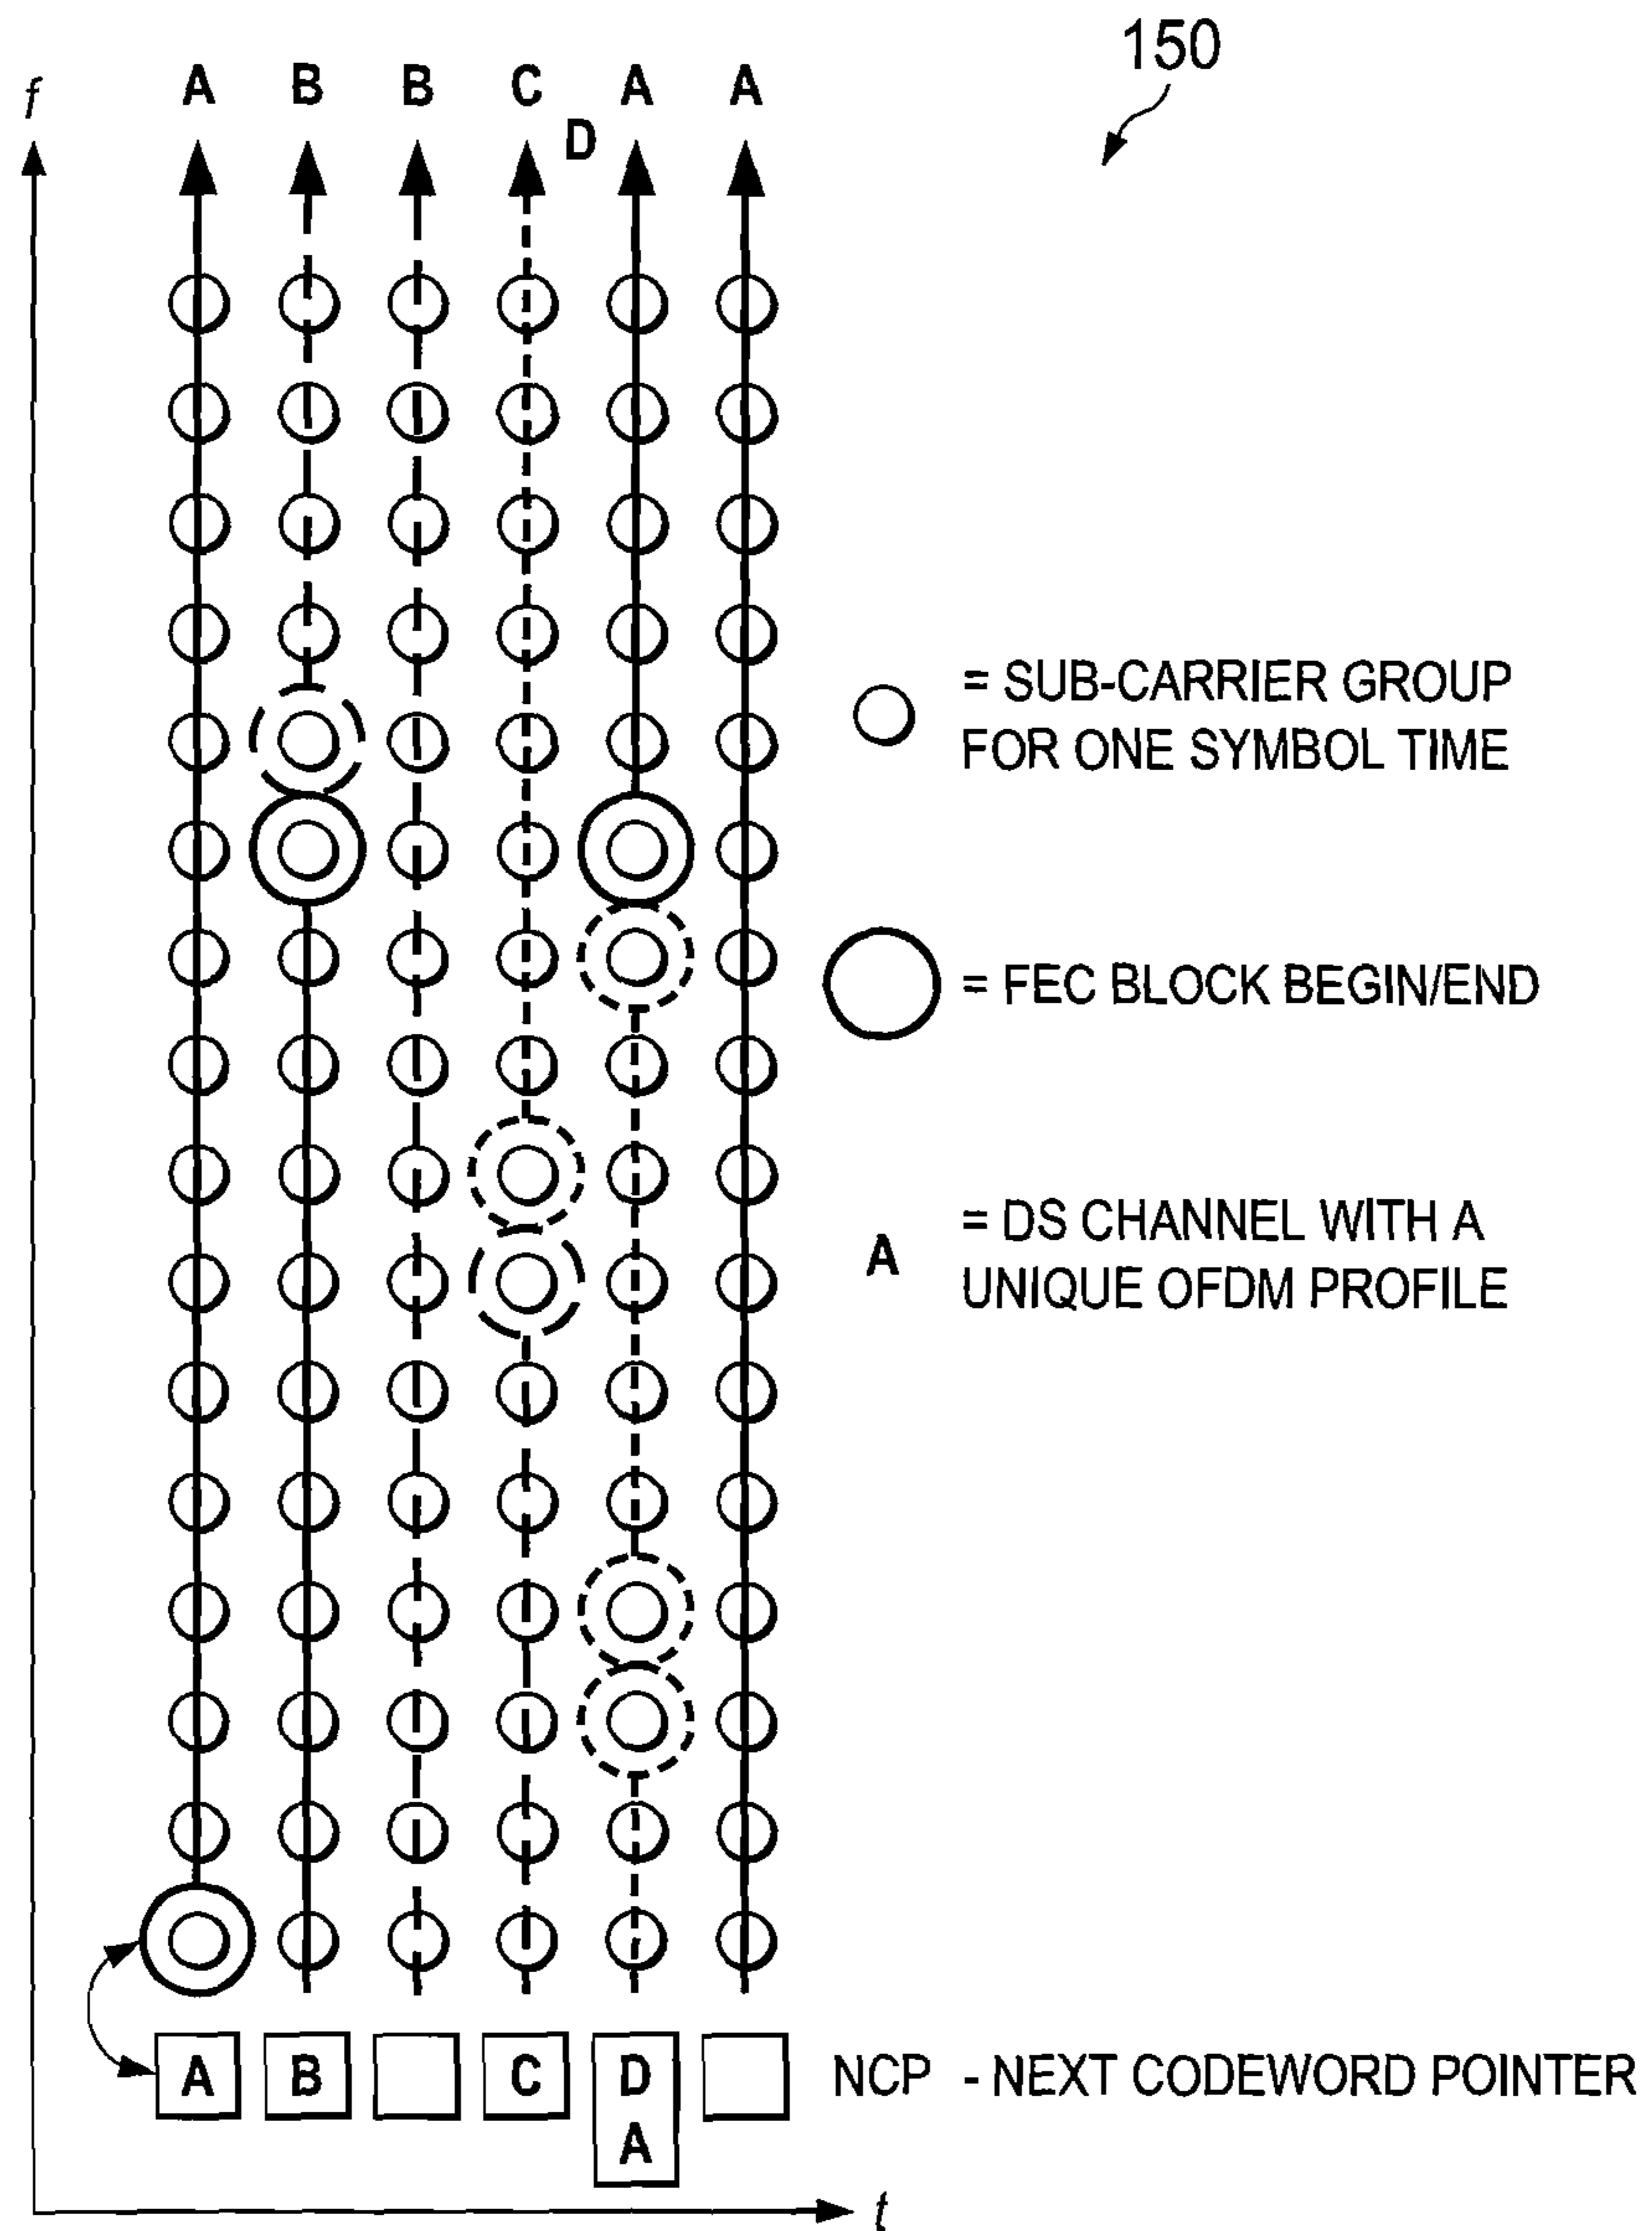 150
f A B B C A A
D
= SUB-CARRIER GROUP
FOR ONE SYMBOL TIME
= FEC BLOCK BEGIN/END
A = DS CHANNEL WITH A
UNIQUE OFDM PROFILE
A B C D NCP - NEXT CODEWORD POINTER
A
t